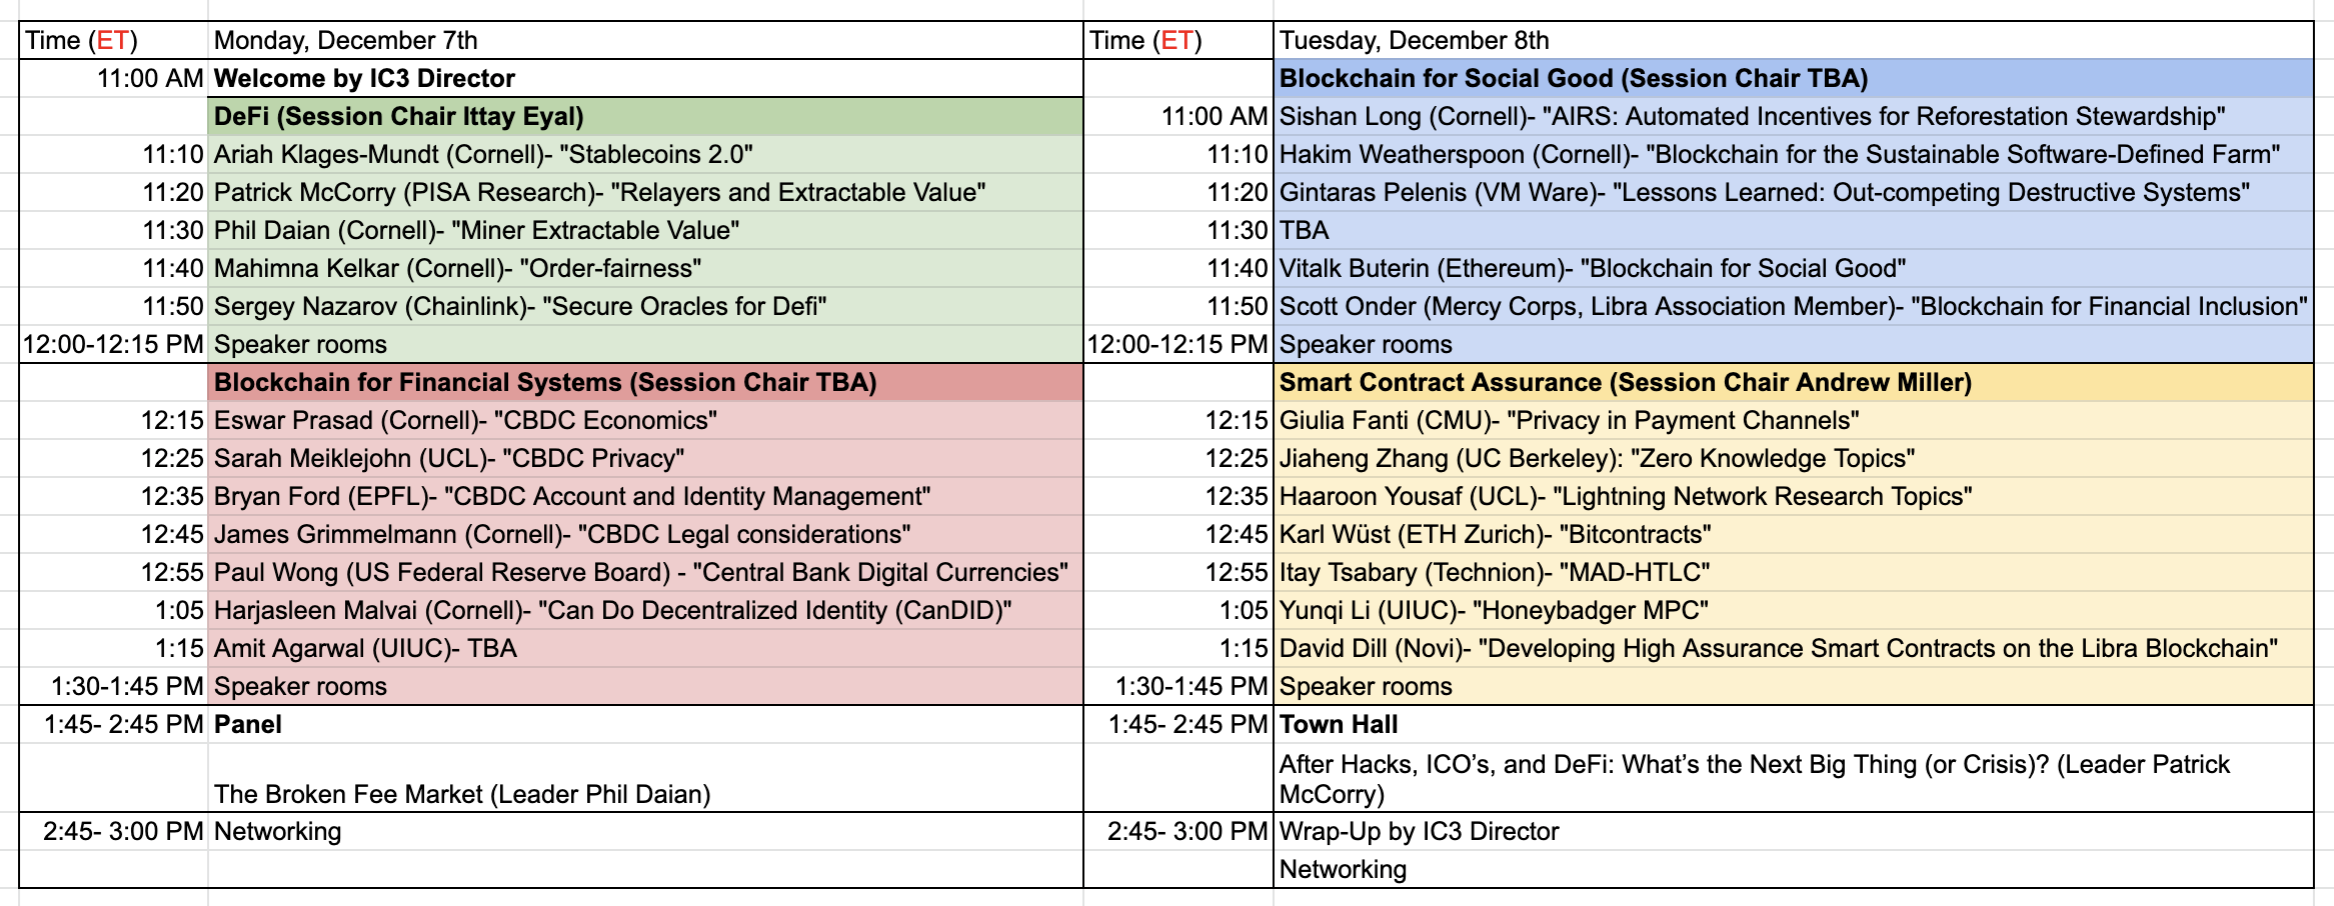 Time (ET) Monday, December 7th Time (ET) Tuesday, December 8th
11:00 AM Welcome by IC3 Director Blockchain for Social Good (Session Chair TBA)
DeFi (Session Chair Ittay Eyal) 11:00 AM Sishan Long (Cornell)- "AIRS: Automated Incentives for Reforestation Stewardship"
11:10 Ariah Klages-Mundt (Cornell)- "Stablecoins 2.0" 11:10 Hakim Weatherspoon (Cornell)- "Blockchain for the Sustainable Software-Defined Farm"
11:20 Patrick McCorry (PISA Research)- "Relayers and Extractable Value" 11:20 Gintaras Pelenis (VM Ware)- "Lessons Learned: Out-competing Destructive Systems"
11:30 Phil Daian (Cornell)- "Miner Extractable Value" 11:30 TBA
11:40 Mahimna Kelkar (Cornell)- "Order-fairness" 11:40 Vitalk Buterin (Ethereum)- "Blockchain for Social Good"
11:50 Sergey Nazarov (Chainlink)- "Secure Oracles for Defi" 11:50 Scott Onder (Mercy Corps, Libra Association Member)- "Blockchain for Financial Inclusion"
12:00-12:15 PM Speaker rooms 12:00-12:15 PM Speaker rooms
Blockchain for Financial Systems (Session Chair TBA) Smart Contract Assurance (Session Chair Andrew Miller)
12:15 Eswar Prasad (Cornell)- "CBDC Economics" 12:15 Giulia Fanti (CMU)- "Privacy in Payment Channels"
12:25 Sarah Meiklejohn (UCL)- "CBDC Privacy" 12:25 Jiaheng Zhang (UC Berkeley): "Zero Knowledge Topics"
12:35 Bryan Ford (EPFL)- "CBDC Account and Identity Management" 12:35 Haaroon Yousaf (UCL)- "Lightning Network Research Topics"
12:45 James Grimmelmann (Cornell)- "CBDC Legal considerations" 12:45 Karl Wüst (ETH Zurich)- "Bitcontracts"
12:55 Paul Wong (US Federal Reserve Board) - "Central Bank Digital Currencies" 12:55 Itay Tsabary (Technion)- "MAD-HTLC"
1:05 Harjasleen Malvai (Cornell)- "Can Do Decentralized Identity (CanDID)" 1:05 Yunqi Li (UIUC)- "Honeybadger MPC"
1:15 Amit Agarwal (UIUC)- TBA 1:15 David Dill (Novi)- "Developing High Assurance Smart Contracts on the Libra Blockchain"
1:30-1:45 PM Speaker rooms 1:30-1:45 PM Speaker rooms
1:45- 2:45 PM Panel 1:45- 2:45 PM Town Hall
After Hacks, ICO’s, and DeFi: What’s the Next Big Thing (or Crisis)? (Leader Patrick
The Broken Fee Market (Leader Phil Daian) McCorry)
2:45- 3:00 PM Networking 2:45- 3:00 PM Wrap-Up by IC3 Director
Networking